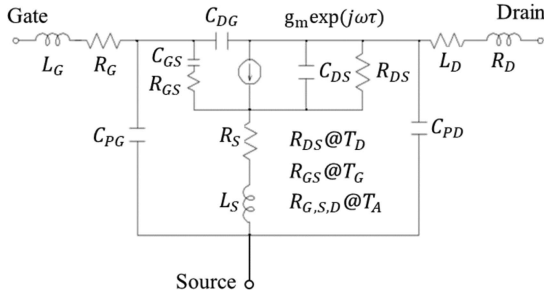 Gate
Drain
C_DG
g_m exp(jωτ)
L_G
R_G
C_GS
R_GS
C_DS
R_DS
L_D
R_D
C_PG
C_PD
R_S
R_DS@T_D
R_GS@T_G
L_S
R_G,S,D@T_A
Source